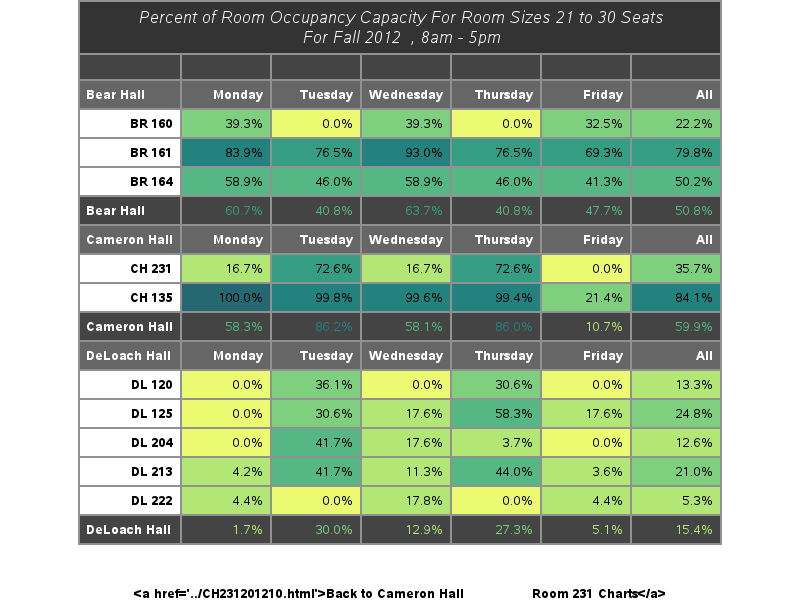 Percent of Room Occupancy Capacity For Room Sizes 21 to 30 Seats
For Fall 2012 , 8am - 5pm
Bear Hall Monday Tuesday Wednesday Thursday Friday All
BR 160 39.3% 0.0% 39.3% 0.0% 32.5% 22.2%
BR 161 83.9% 76.5% 93.0% 76.5% 69.3% 79.8%
BR 164 58.9% 46.0% 58.9% 46.0% 41.3% 50.2%
Bear Hall 60.7% 40.8% 63.7% 40.8% 47.7% 50.8%
Cameron Hall Monday Tuesday Wednesday Thursday Friday All
CH 231 16.7% 72.6% 16.7% 72.6% 0.0% 35.7%
CH 135 100.0% 99.8% 99.6% 99.4% 21.4% 84.1%
Cameron Hall 58.3% 86.2% 58.1% 86.0% 10.7% 59.9%
DeLoach Hall Monday Tuesday Wednesday Thursday Friday All
DL 120 0.0% 36.1% 0.0% 30.6% 0.0% 13.3%
DL 125 0.0% 30.6% 17.6% 58.3% 17.6% 24.8%
DL 204 0.0% 41.7% 17.6% 3.7% 0.0% 12.6%
DL 213 4.2% 41.7% 11.3% 44.0% 3.6% 21.0%
DL 222 4.4% 0.0% 17.8% 0.0% 4.4% 5.3%
DeLoach Hall 1.7% 30.0% 12.9% 27.3% 5.1% 15.4%
<a href='../CH231201210.html'>Back to Cameron Hall Room 231 Charts</a>